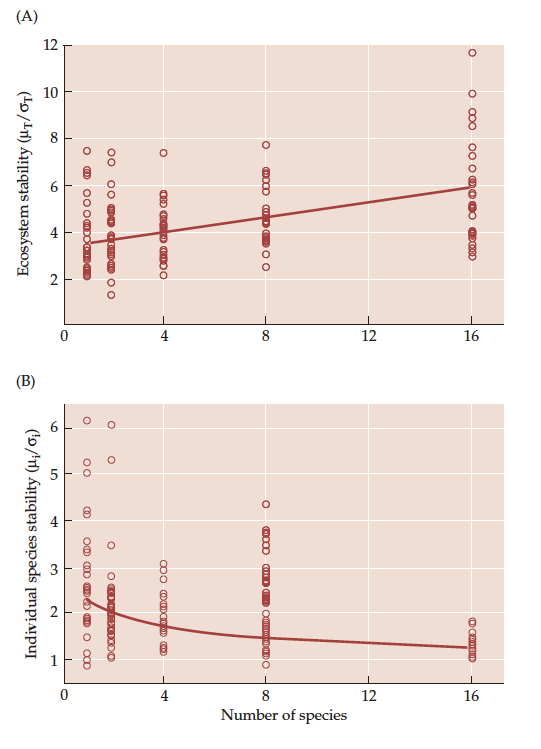 (A)
Ecosystem stability (μT/σT)
12
10
8
6
4
2
0 4 8 12 16
(B)
Individual species stability (μi/σi)
6
5
4
3
2
1
0 4 8 12 16
Number of species